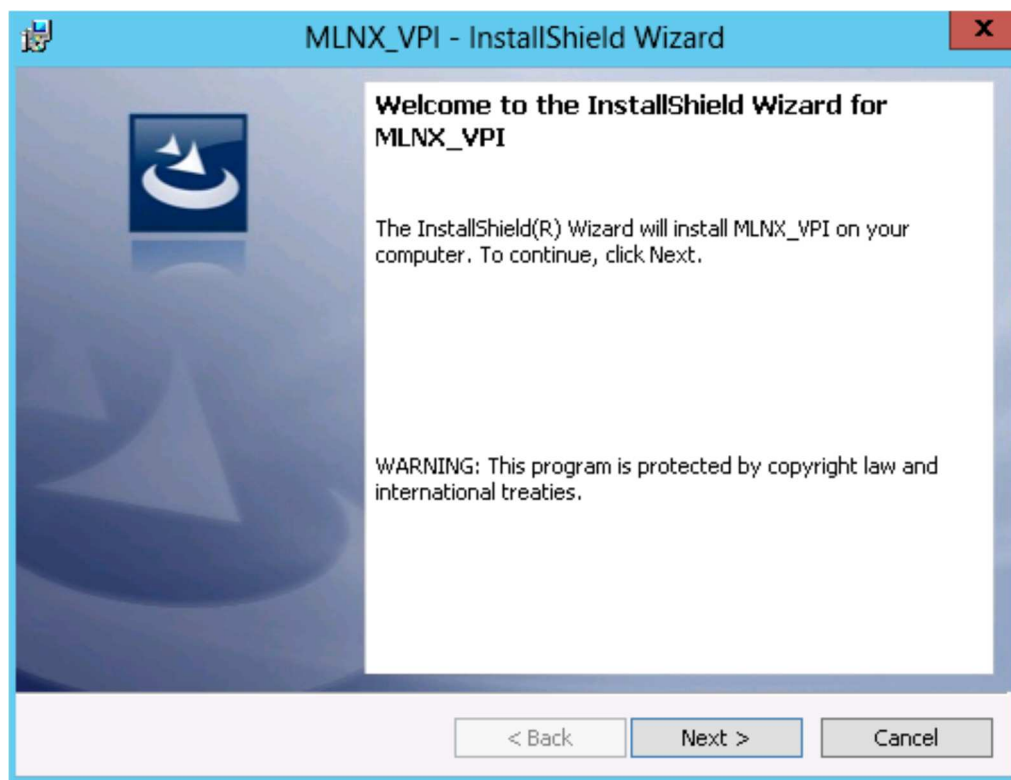 MLNX_VPI - InstallShield Wizard
x
Welcome to the InstallShield Wizard for
MLNX_VPI
The InstallShield(R) Wizard will install MLNX_VPI on your
computer. To continue, click Next.
WARNING: This program is protected by copyright law and
international treaties.
< Back
Next >
Cancel